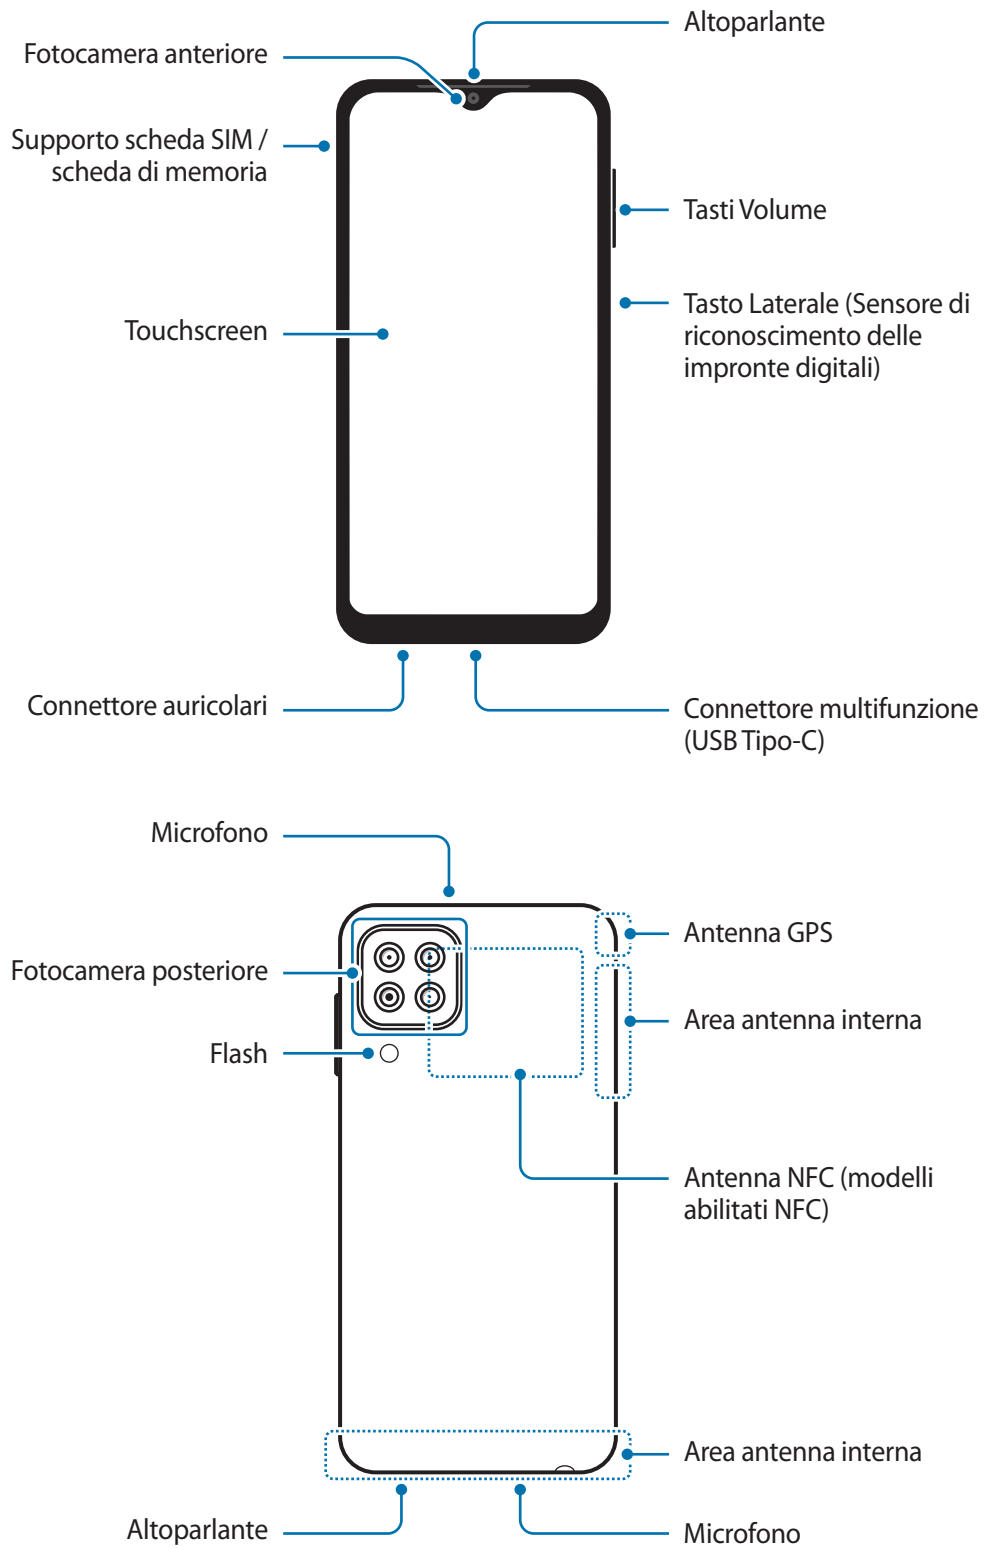 Altoparlante
Fotocamera anteriore
Supporto scheda SIM /
scheda di memoria
Tasti Volume
Tasto Laterale (Sensore di
riconoscimento delle
impronte digitali)
Touchscreen
Connettore auricolari
Connettore multifunzione
(USB Tipo-C)
Microfono
Antenna GPS
Fotocamera posteriore
Area antenna interna
Flash
Antenna NFC (modelli
abilitati NFC)
Area antenna interna
Altoparlante
Microfono